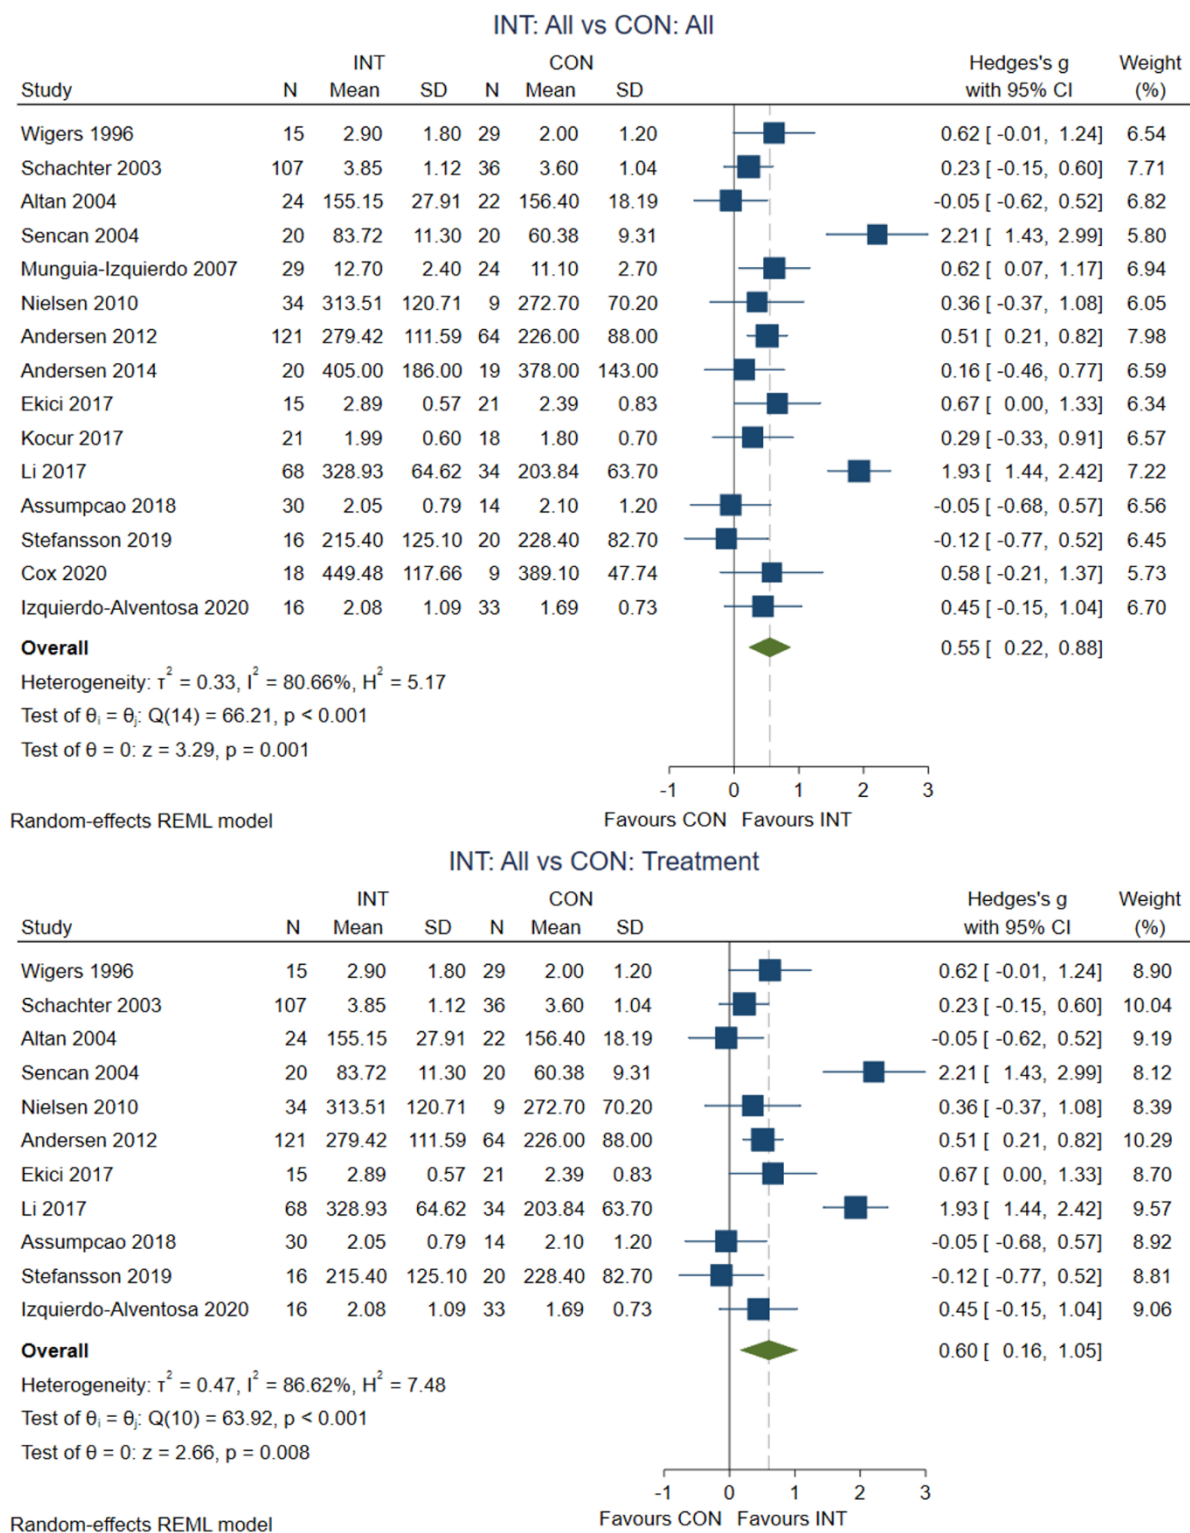 INT: All vs CON: All
INT CON Hedges's g Weight
Study N Mean SD N Mean SD with 95% CI (%)
Wigers 1996 15 2.90 1.80 29 2.00 1.20 0.62 [ -0.01, 1.24] 6.54
Schachter 2003 107 3.85 1.12 36 3.60 1.04 0.23 [ -0.15, 0.60] 7.71
Altan 2004 24 155.15 27.91 22 156.40 18.19 -0.05 [ -0.62, 0.52] 6.82
Sencan 2004 20 83.72 11.30 20 60.38 9.31 2.21 [ 1.43, 2.99] 5.80
Munguia-Izquierdo 2007 29 12.70 2.40 24 11.10 2.70 0.62 [ 0.07, 1.17] 6.94
Nielsen 2010 34 313.51 120.71 9 272.70 70.20 0.36 [ -0.37, 1.08] 6.05
Andersen 2012 121 279.42 111.59 64 226.00 88.00 0.51 [ 0.21, 0.82] 7.98
Andersen 2014 20 405.00 186.00 19 378.00 143.00 0.16 [ -0.46, 0.77] 6.59
Ekici 2017 15 2.89 0.57 21 2.39 0.83 0.67 [ 0.00, 1.33] 6.34
Kocur 2017 21 1.99 0.60 18 1.80 0.70 0.29 [ -0.33, 0.91] 6.57
Li 2017 68 328.93 64.62 34 203.84 63.70 1.93 [ 1.44, 2.42] 7.22
Assumpcao 2018 30 2.05 0.79 14 2.10 1.20 -0.05 [ -0.68, 0.57] 6.56
Stefansson 2019 16 215.40 125.10 20 228.40 82.70 -0.12 [ -0.77, 0.52] 6.45
Cox 2020 18 449.48 117.66 9 389.10 47.74 0.58 [ -0.21, 1.37] 5.73
Izquierdo-Alventosa 2020 16 2.08 1.09 33 1.69 0.73 0.45 [ -0.15, 1.04] 6.70
Overall 0.55 [ 0.22, 0.88]
Heterogeneity: τ² = 0.33, I² = 80.66%, H² = 5.17
Test of θᵢ = θⱼ: Q(14) = 66.21, p < 0.001
Test of θ = 0: z = 3.29, p = 0.001
-1 0 1 2 3
Random-effects REML model Favours CON Favours INT
INT: All vs CON: Treatment
INT CON Hedges's g Weight
Study N Mean SD N Mean SD with 95% CI (%)
Wigers 1996 15 2.90 1.80 29 2.00 1.20 0.62 [ -0.01, 1.24] 8.90
Schachter 2003 107 3.85 1.12 36 3.60 1.04 0.23 [ -0.15, 0.60] 10.04
Altan 2004 24 155.15 27.91 22 156.40 18.19 -0.05 [ -0.62, 0.52] 9.19
Sencan 2004 20 83.72 11.30 20 60.38 9.31 2.21 [ 1.43, 2.99] 8.12
Nielsen 2010 34 313.51 120.71 9 272.70 70.20 0.36 [ -0.37, 1.08] 8.39
Andersen 2012 121 279.42 111.59 64 226.00 88.00 0.51 [ 0.21, 0.82] 10.29
Ekici 2017 15 2.89 0.57 21 2.39 0.83 0.67 [ 0.00, 1.33] 8.70
Li 2017 68 328.93 64.62 34 203.84 63.70 1.93 [ 1.44, 2.42] 9.57
Assumpcao 2018 30 2.05 0.79 14 2.10 1.20 -0.05 [ -0.68, 0.57] 8.92
Stefansson 2019 16 215.40 125.10 20 228.40 82.70 -0.12 [ -0.77, 0.52] 8.81
Izquierdo-Alventosa 2020 16 2.08 1.09 33 1.69 0.73 0.45 [ -0.15, 1.04] 9.06
Overall 0.60 [ 0.16, 1.05]
Heterogeneity: τ² = 0.47, I² = 86.62%, H² = 7.48
Test of θᵢ = θⱼ: Q(10) = 63.92, p < 0.001
Test of θ = 0: z = 2.66, p = 0.008
-1 0 1 2 3
Random-effects REML model Favours CON Favours INT